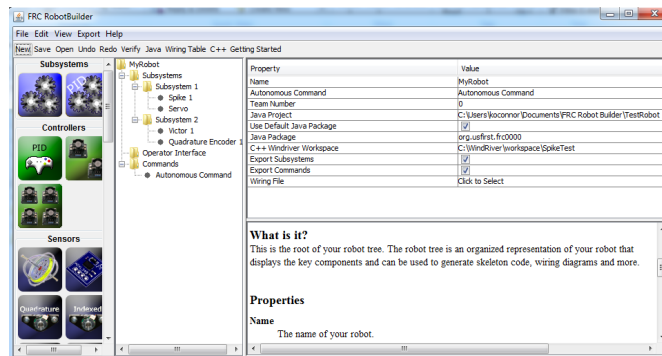 FRC RobotBuilder
File Edit View Export Help
New Save Open Undo Redo Verify Java Wiring Table C++ Getting Started
Subsystems
PID
Controllers
PID
Sensors
Quadrature
Indexed
MyRobot
Subsystems
Subsystem 1
Spike 1
Servo
Subsystem 2
Victor 1
Quadrature Encoder 1
Operator Interface
Commands
Autonomous Command
Property Value
Name MyRobot
Autonomous Command Autonomous Command
Team Number 0
Java Project C:\Users\koconnor\Documents\FRC Robot Builder\TestRobot
Use Default Java Package
Java Package org.usfirst.frc0000
C++ Windriver Workspace C:\WindRiver\workspace\SpikeTest
Export Subsystems
Export Commands
Wiring File Click to Select
What is it?
This is the root of your robot tree. The robot tree is an organized representation of your robot that
displays the key components and can be used to generate skeleton code, wiring diagrams and more.
Properties
Name
The name of your robot.